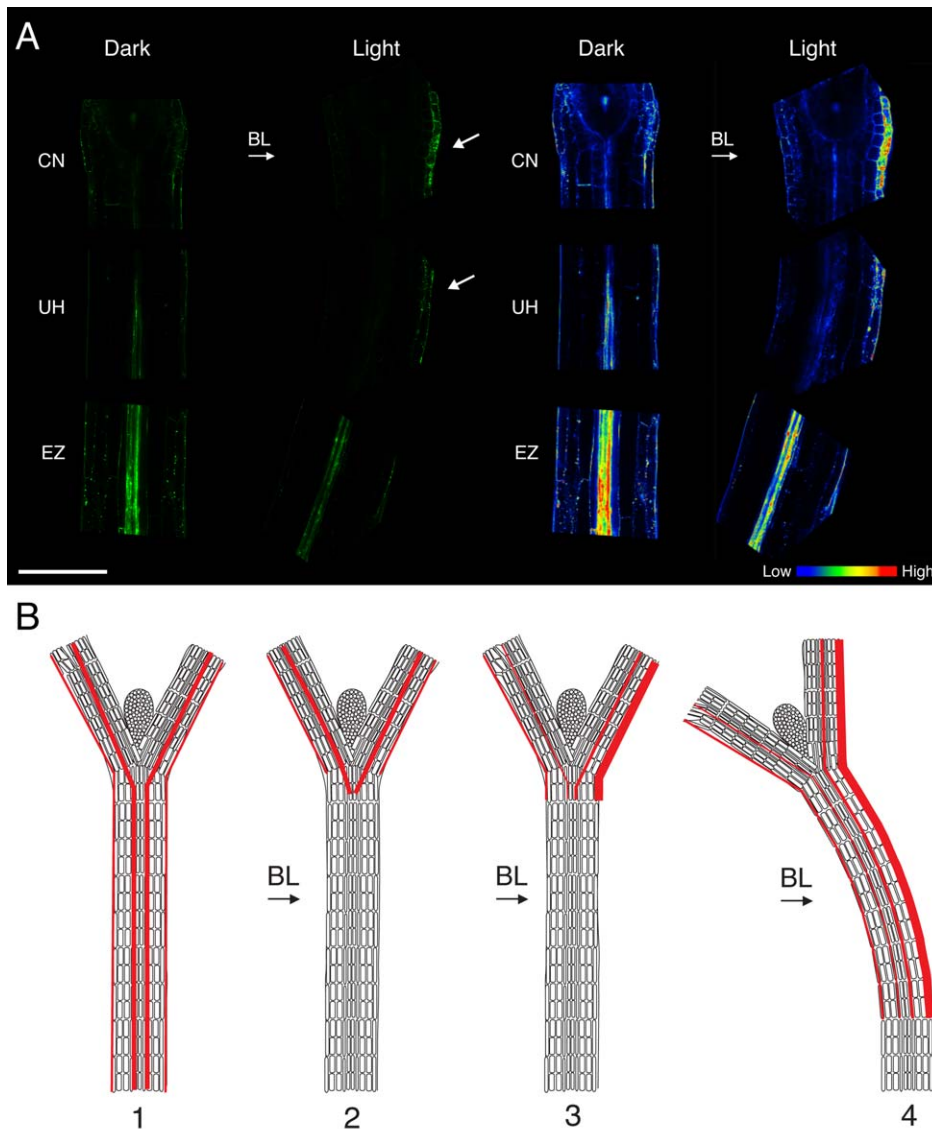 A
Dark Light Dark Light
CN BL CN BL
UH UH
EZ EZ
Low High
B
BL BL BL
1 2 3 4